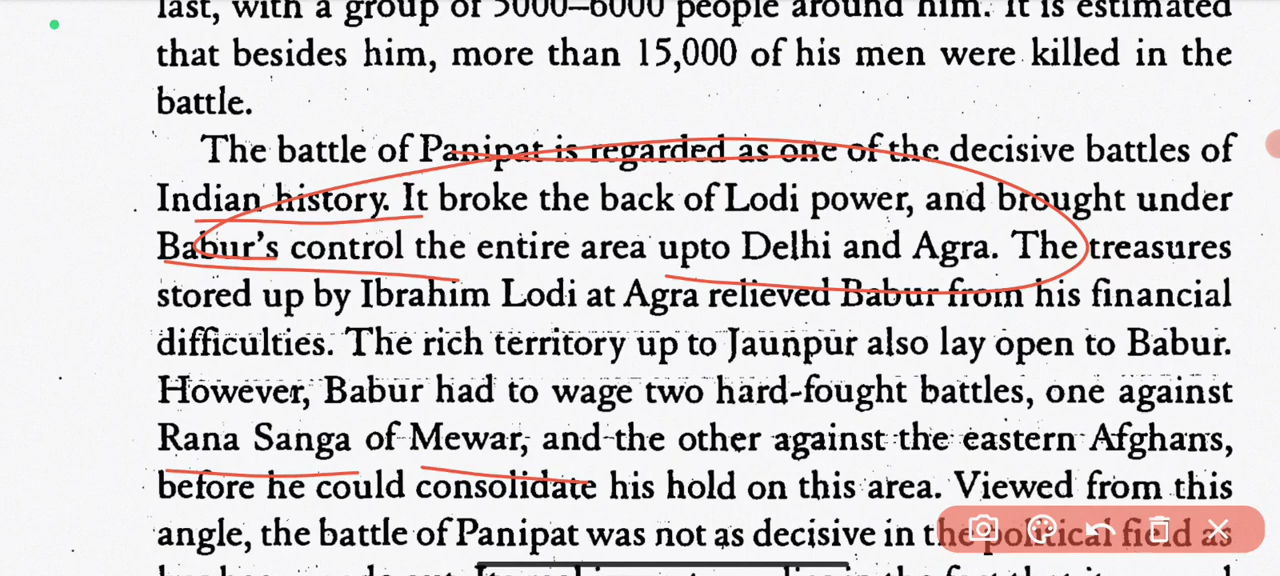 last, with a group of 5000–6000 people around him. It is estimated
that besides him, more than 15,000 of his men were killed in the
battle.
The battle of Panipat is regarded as one of the decisive battles of
Indian history. It broke the back of Lodi power, and brought under
Babur's control the entire area upto Delhi and Agra. The treasures
stored up by Ibrahim Lodi at Agra relieved Babur from his financial
difficulties. The rich territory up to Jaunpur also lay open to Babur.
However, Babur had to wage two hard-fought battles, one against
Rana Sanga of Mewar, and the other against the eastern Afghans,
before he could consolidate his hold on this area. Viewed from this
angle, the battle of Panipat was not as decisive in the political field as